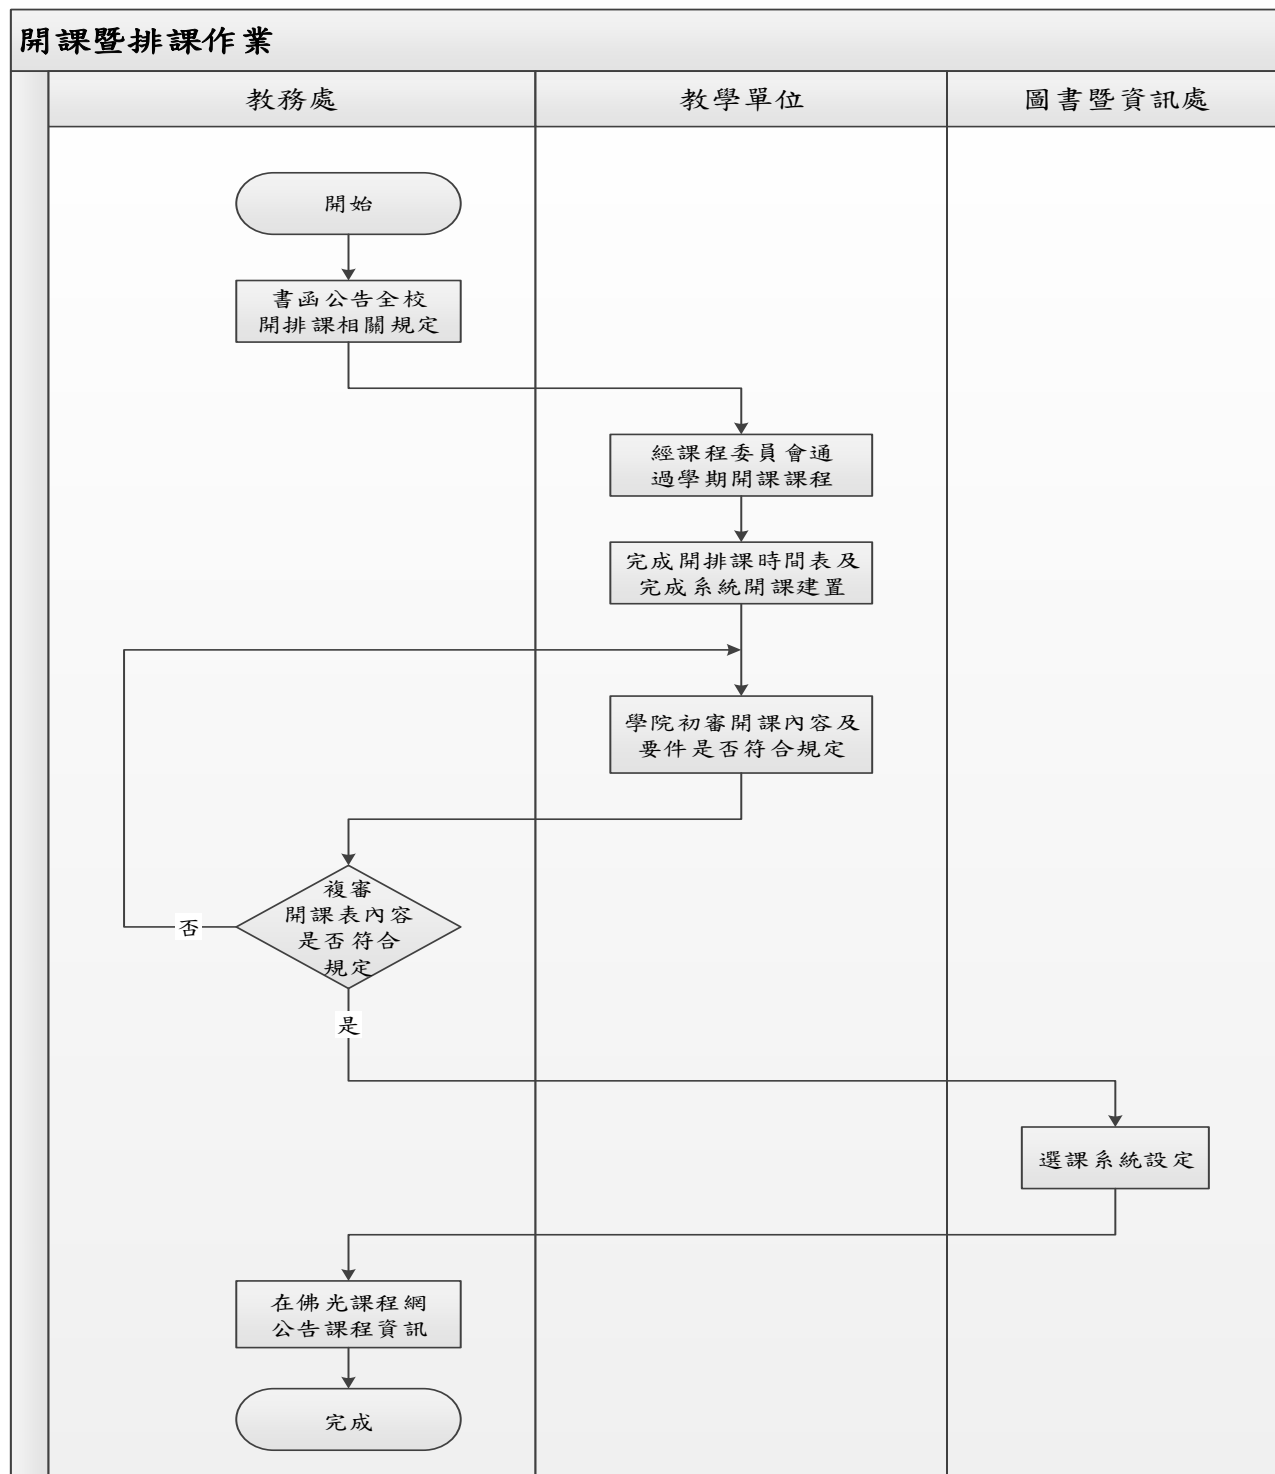 開課暨排課作業
教務處
教學單位
圖書暨資訊處
開始
書函公告全校
開排課相關規定
經課程委員會通
過學期開課課程
完成開排課時間表及
完成系統開課建置
學院初審開課內容及
要件是否符合規定
複審
開課表內容
是否符合
規定
否
是
選課系統設定
在佛光課程網
公告課程資訊
完成